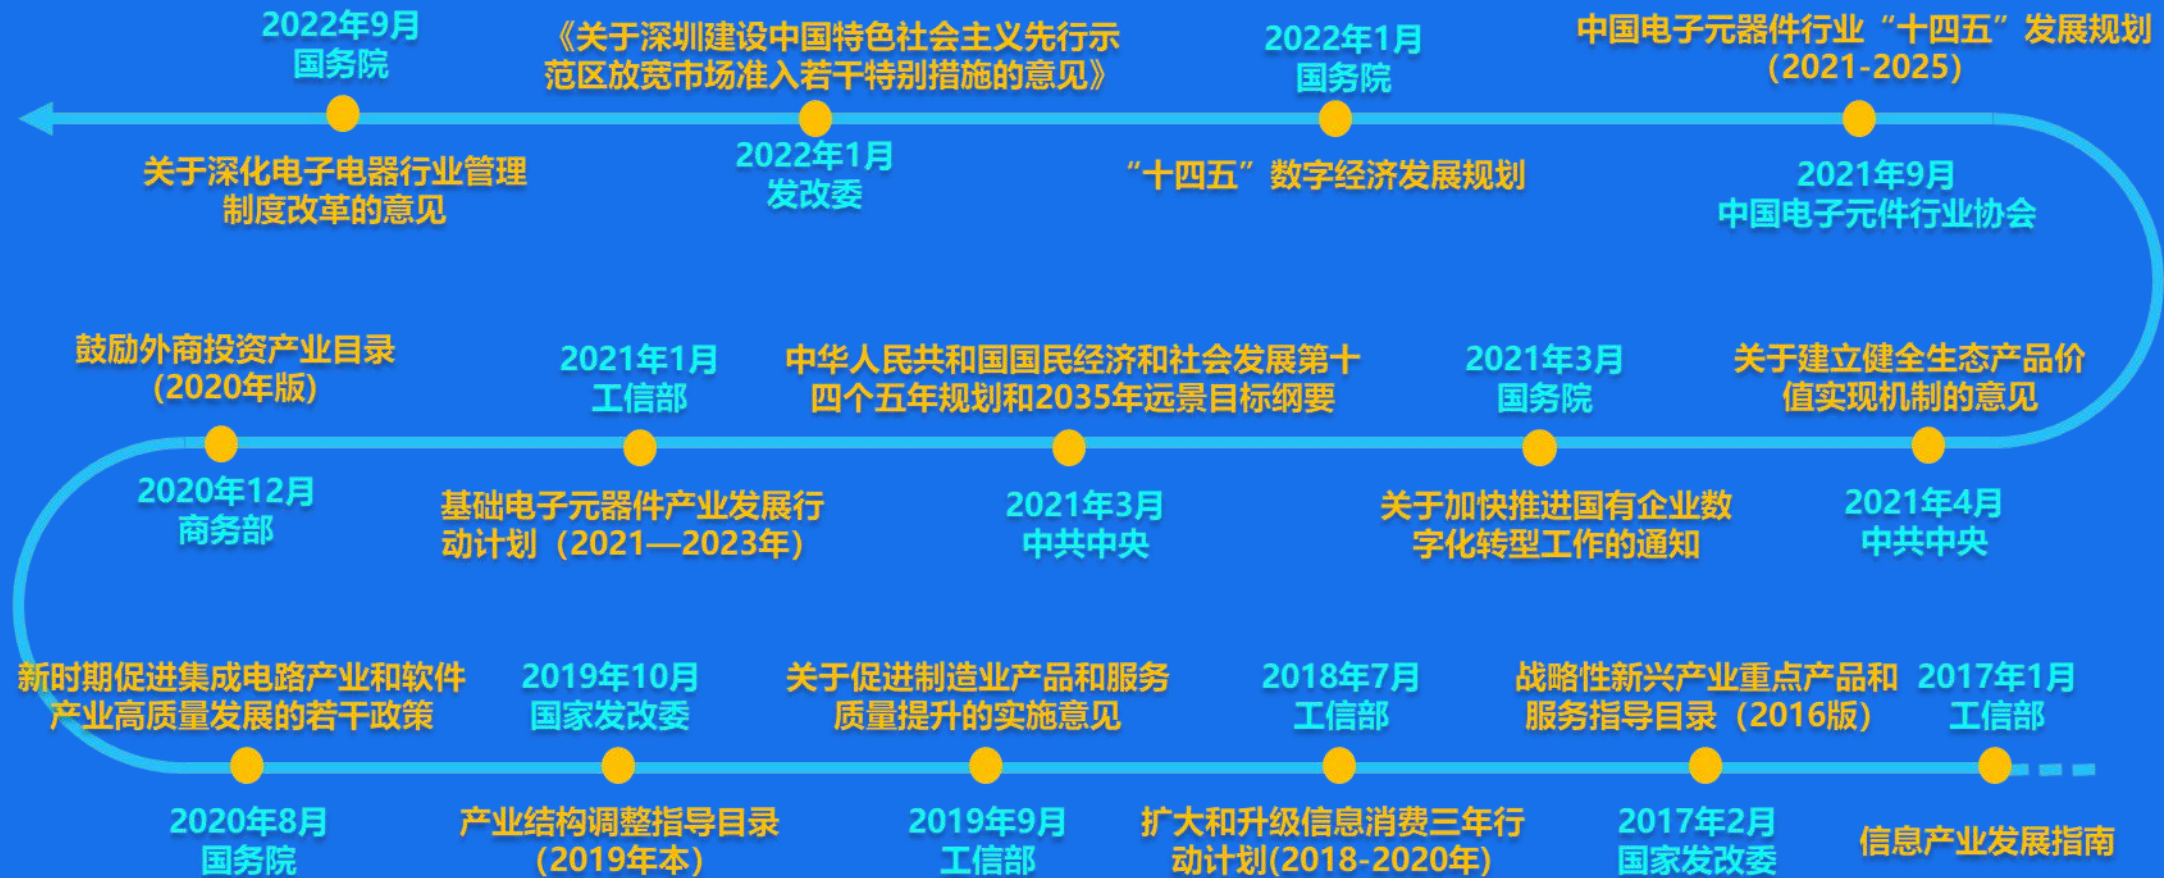 2022年9月
国务院
关于深化电子电器行业管理
制度改革的意见
《关于深圳建设中国特色社会主义先行示
范区放宽市场准入若干特别措施的意见》
2022年1月
发改委
2022年1月
国务院
“十四五”数字经济发展规划
中国电子元器件行业“十四五”发展规划
（2021-2025）
2021年9月
中国电子元件行业协会
鼓励外商投资产业目录
（2020年版）
2020年12月
商务部
2021年1月
工信部
基础电子元器件产业发展行
动计划（2021—2023年）
中华人民共和国国民经济和社会发展第十
四个五年规划和2035年远景目标纲要
2021年3月
中共中央
2021年3月
国务院
关于加快推进国有企业数
字化转型工作的通知
关于建立健全生态产品价
值实现机制的意见
2021年4月
中共中央
新时期促进集成电路产业和软件
产业高质量发展的若干政策
2020年8月
国务院
2019年10月
国家发改委
产业结构调整指导目录
（2019年本）
关于促进制造业产品和服务
质量提升的实施意见
2019年9月
工信部
2018年7月
工信部
扩大和升级信息消费三年行
动计划(2018-2020年)
战略性新兴产业重点产品和
服务指导目录（2016版）
2017年2月
国家发改委
2017年1月
工信部
信息产业发展指南